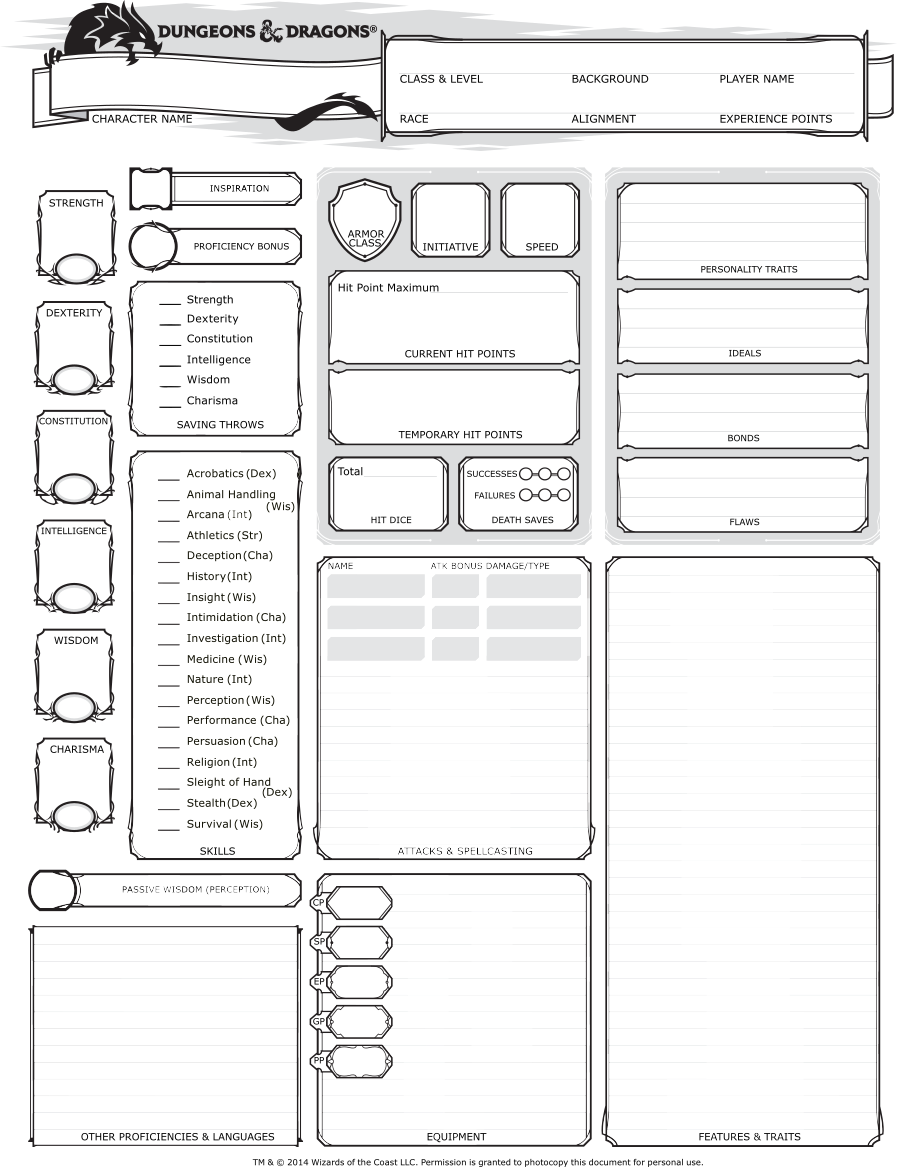 DUNGEONS & DRAGONS®
CHARACTER NAME
CLASS & LEVEL
BACKGROUND
PLAYER NAME
RACE
ALIGNMENT
EXPERIENCE POINTS
STRENGTH
DEXTERITY
CONSTITUTION
INTELLIGENCE
WISDOM
CHARISMA
INSPIRATION
PROFICIENCY BONUS
Strength
Dexterity
Constitution
Intelligence
Wisdom
Charisma
SAVING THROWS
Acrobatics (Dex)
Animal Handling
(Wis)
Arcana (Int)
Athletics (Str)
Deception (Cha)
History (Int)
Insight (Wis)
Intimidation (Cha)
Investigation (Int)
Medicine (Wis)
Nature (Int)
Perception (Wis)
Performance (Cha)
Persuasion (Cha)
Religion (Int)
Sleight of Hand
(Dex)
Stealth (Dex)
Survival (Wis)
SKILLS
PASSIVE WISDOM (PERCEPTION)
OTHER PROFICIENCIES & LANGUAGES
ARMOR
CLASS
INITIATIVE
SPEED
Hit Point Maximum
CURRENT HIT POINTS
TEMPORARY HIT POINTS
Total
HIT DICE
SUCCESSES
FAILURES
DEATH SAVES
NAME
ATK BONUS
DAMAGE/TYPE
ATTACKS & SPELLCASTING
CP
SP
EP
GP
PP
EQUIPMENT
PERSONALITY TRAITS
IDEALS
BONDS
FLAWS
FEATURES & TRAITS
TM & © 2014 Wizards of the Coast LLC. Permission is granted to photocopy this document for personal use.